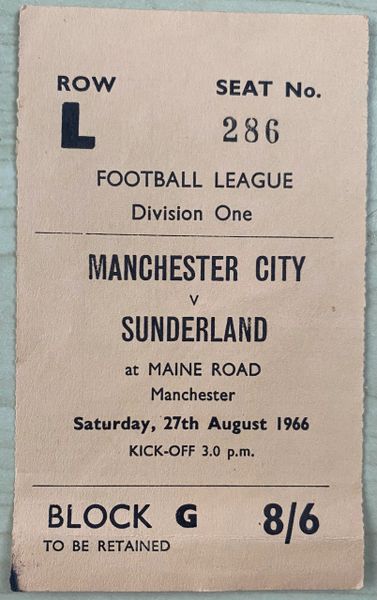 ROW SEAT No.
L 286
FOOTBALL LEAGUE
Division One
MANCHESTER CITY
v
SUNDERLAND
at MAINE ROAD
Manchester
Saturday, 27th August 1966
KICK-OFF 3.0 p.m.
BLOCK G 8/6
TO BE RETAINED